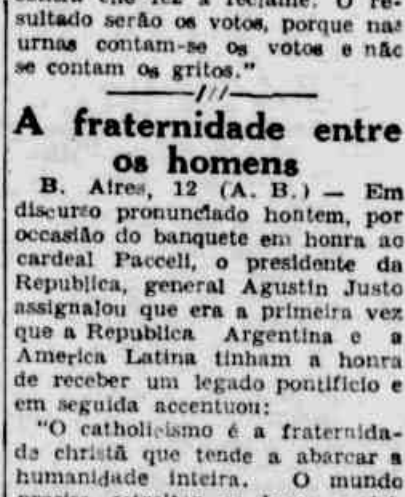 sultado serão os votos, porque nas
urnas contam-se os votos e não
se contam os gritos."
A fraternidade entre
os homens
B. Aires, 12 (A. B.) — Em
discurso pronunciado hontem, por
occasião do banquete em honra ao
cardeal Pacceli, o presidente da
Republica, general Agustin Justo
assignalou que era a primeira vez
que a Republica Argentina e a
America Latina tinham a honra
de receber um legado pontificio e
em seguida accentuou:
"O catholicismo é a fraternida-
de christã que tende a abarcar a
humanidade inteira. O mundo